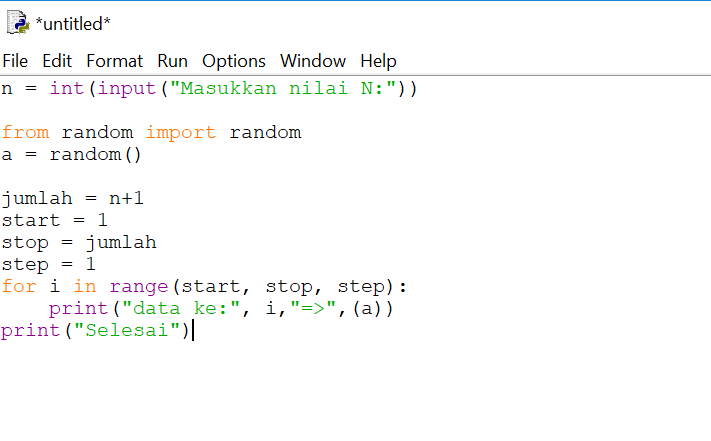 *untitled*
File Edit Format Run Options Window Help
n = int(input("Masukkan nilai N:"))
from random import random
a = random()
jumlah = n+1
start = 1
stop = jumlah
step = 1
for i in range(start, stop, step):
    print("data ke:", i,"=>",(a))
print("Selesai")